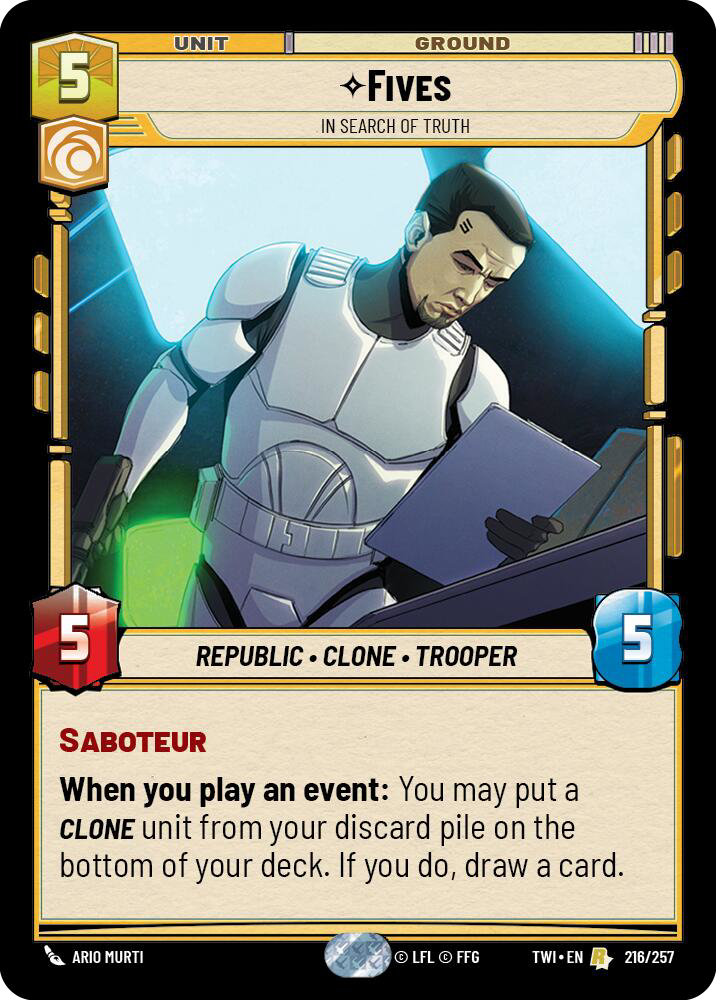 UNIT GROUND
5
FIVES
IN SEARCH OF TRUTH
5
5
REPUBLIC • CLONE • TROOPER
5
SABOTEUR
When you play an event: You may put a
CLONE unit from your discard pile on the
bottom of your deck. If you do, draw a card.
ARIO MURTI © LFL © FFG TWI • EN R 216/257